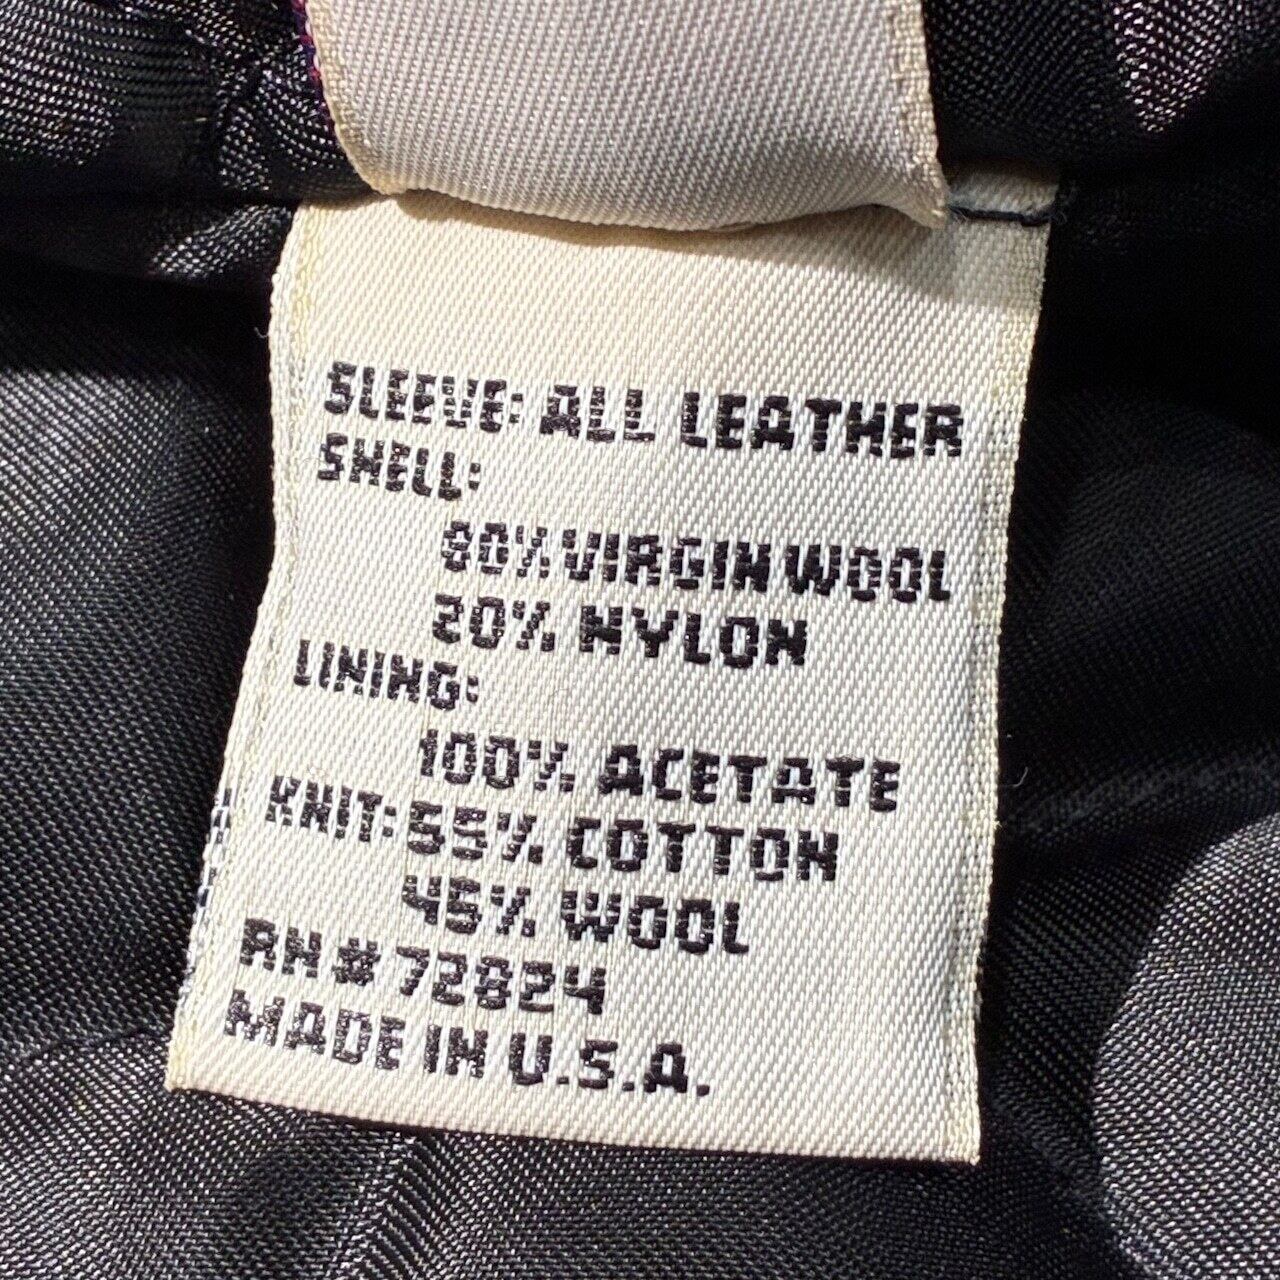 SLEEVE: ALL LEATHER
SHELL:
80% VIRGIN WOOL
20% NYLON
LINING:
100% ACETATE
KNIT: 55% COTTON
45% WOOL
RN# 72824
MADE IN U.S.A.